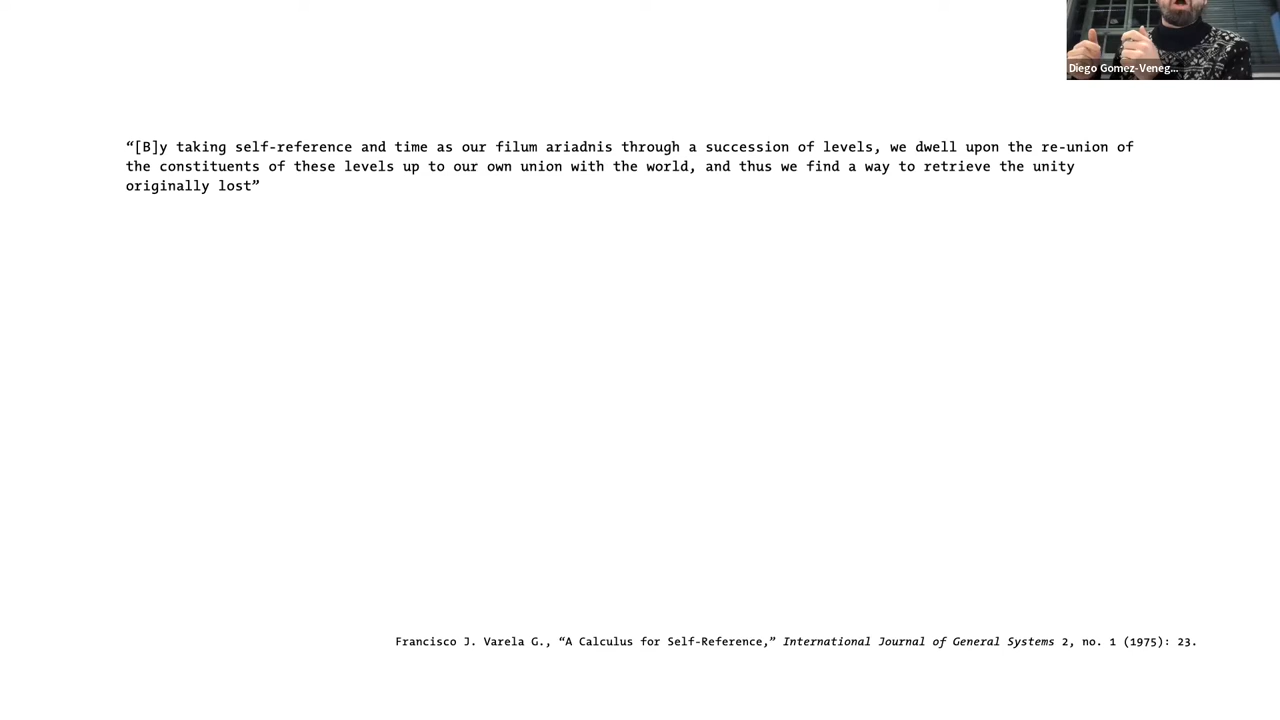 Diego Gomez-Veneg...
“[B]y taking self-reference and time as our filum ariadnis through a succession of levels, we dwell upon the re-union of
the constituents of these levels up to our own union with the world, and thus we find a way to retrieve the unity
originally lost”
Francisco J. Varela G., “A Calculus for Self-Reference,” International Journal of General Systems 2, no. 1 (1975): 23.